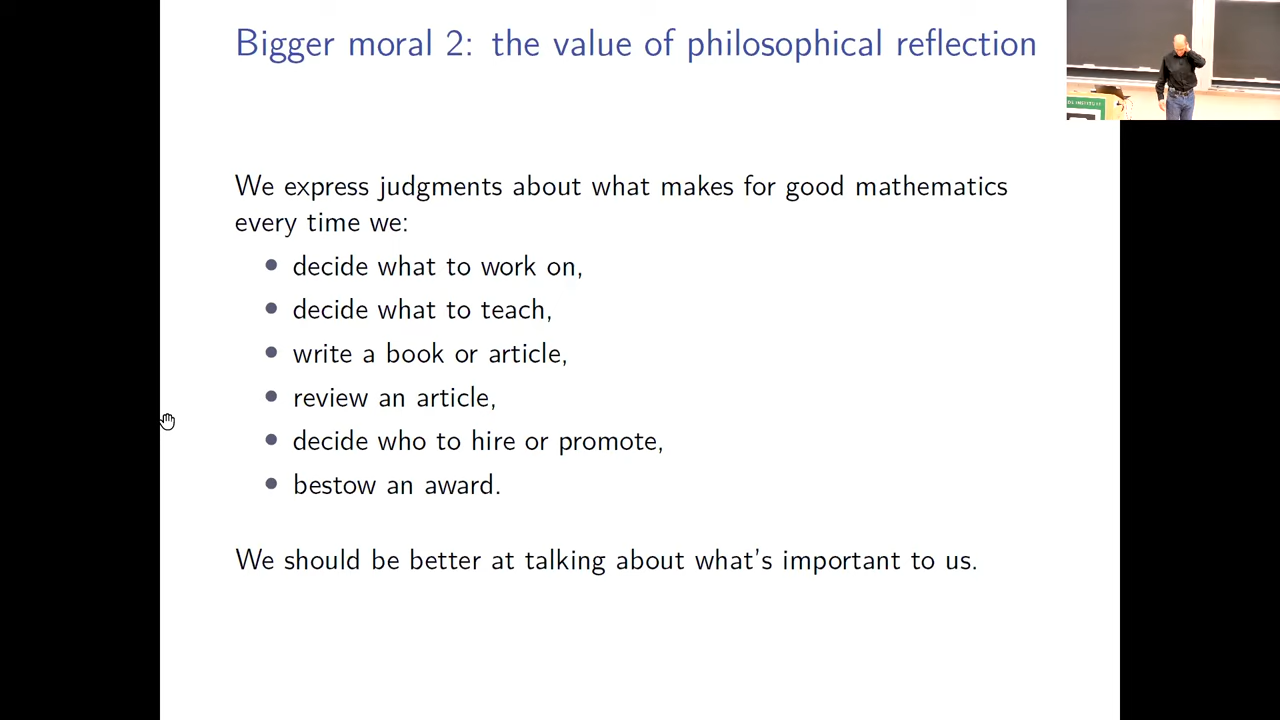 Bigger moral 2: the value of philosophical reflection
We express judgments about what makes for good mathematics
every time we:
• decide what to work on,
• decide what to teach,
• write a book or article,
• review an article,
• decide who to hire or promote,
• bestow an award.
We should be better at talking about what's important to us.
INSTITUTE